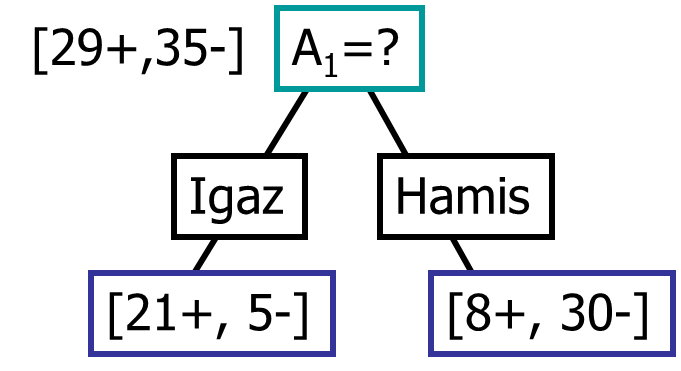 [29+,35-] A₁=?
Igaz Hamis
[21+, 5-] [8+, 30-]